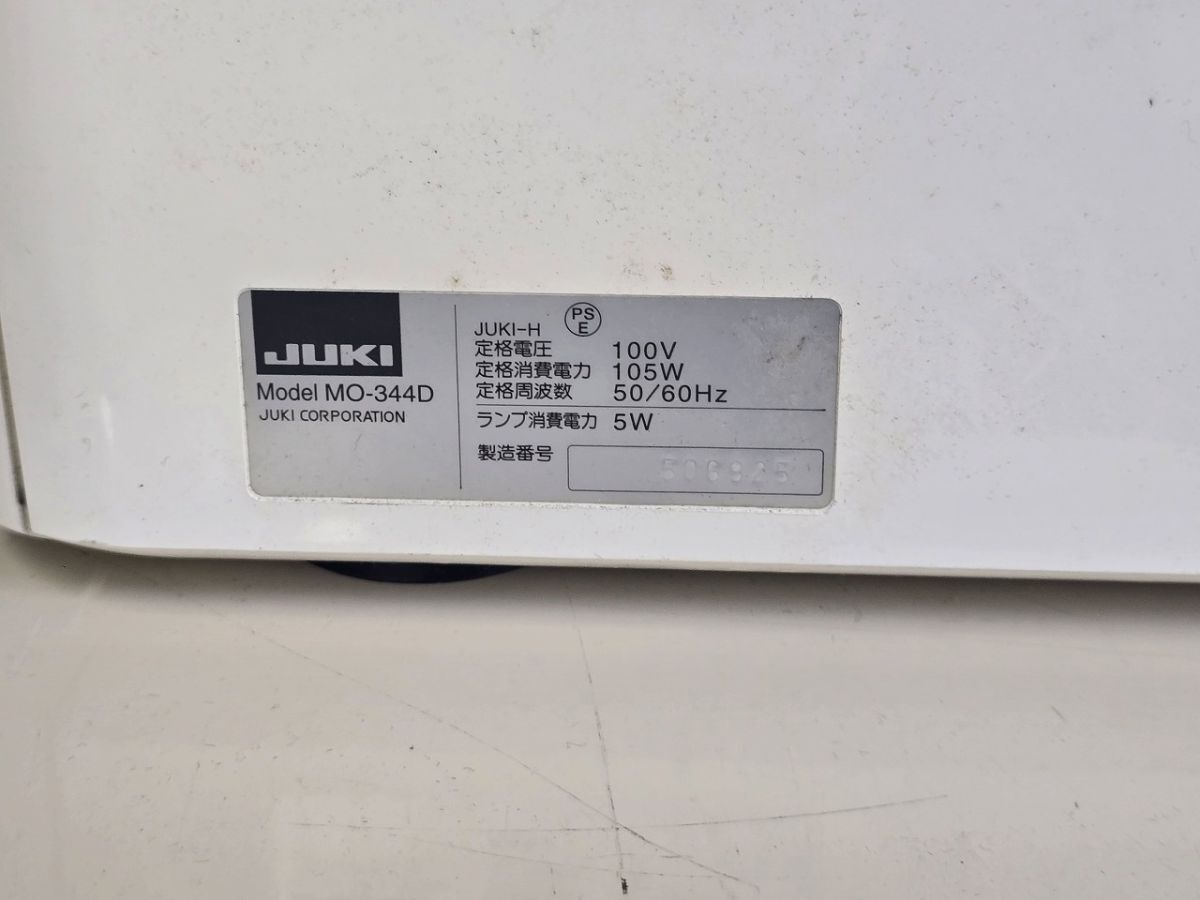 JUKI
Model MO-344D
JUKI CORPORATION
JUKI-H
PS
E
定格電圧 100V
定格消費電力 105W
定格周波数 50/60Hz
ランプ消費電力 5W
製造番号